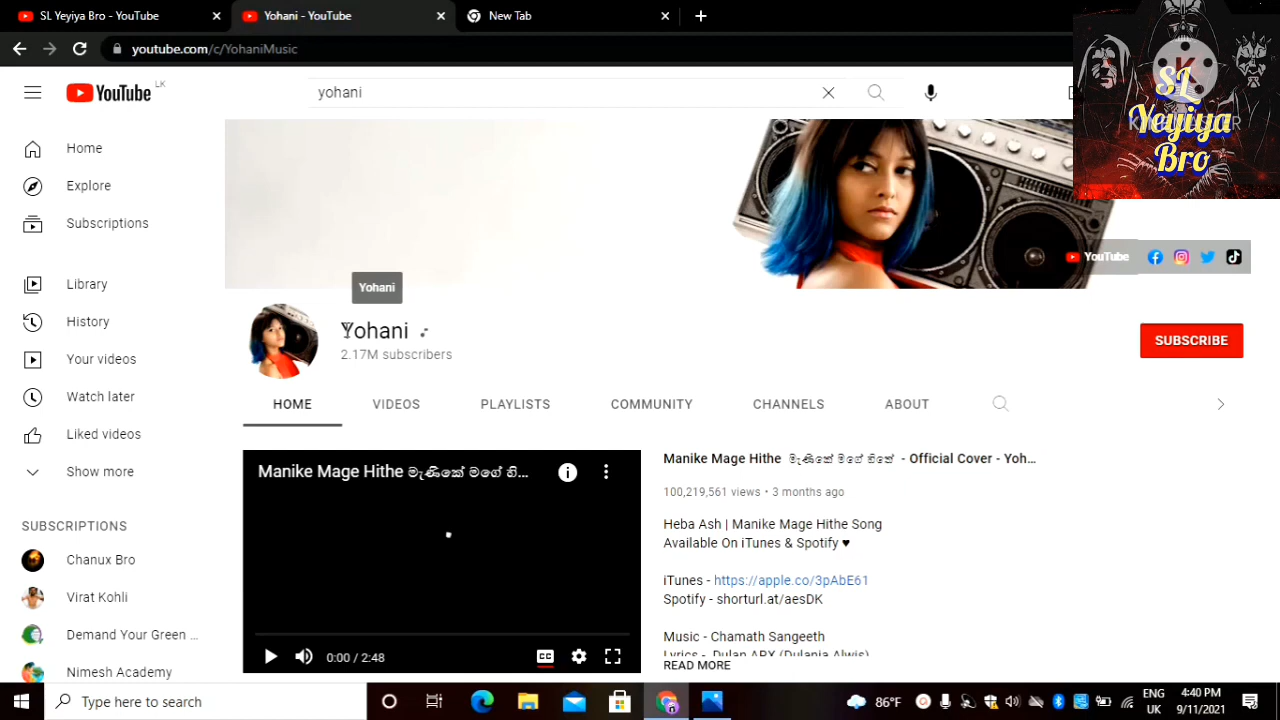 SL Yeyiya Bro - YouTube
Yohani - YouTube
New Tab
youtube.com/c/YohaniMusic
YouTube LK
yohani
SL
Yeyiya
Bro
Home
Explore
Subscriptions
Library
History
Your videos
Watch later
Liked videos
Show more
SUBSCRIPTIONS
Chanux Bro
Virat Kohli
Demand Your Green ...
Nimesh Academy
YouTube
Yohani
Yohani
2.17M subscribers
SUBSCRIBE
HOME VIDEOS PLAYLISTS COMMUNITY CHANNELS ABOUT
Manike Mage Hithe මැණිකේ මගේ හි...
0:00 / 2:48
Manike Mage Hithe මැණිකේ මගේ හිතේ - Official Cover - Yoh...
100,219,561 views • 3 months ago
Heba Ash | Manike Mage Hithe Song
Available On iTunes & Spotify ♥
iTunes - https://apple.co/3pAbE61
Spotify - shorturl.at/aesDK
Music - Chamath Sangeeth
Lyrics - Dulan ARX (Dulanja Alwis)
READ MORE
Type here to search
86°F
ENG
UK
4:40 PM
9/11/2021